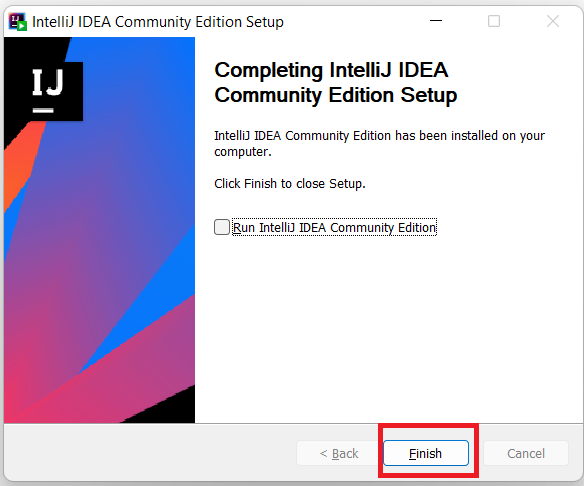 IntelliJ IDEA Community Edition Setup
IJ
Completing IntelliJ IDEA
Community Edition Setup
IntelliJ IDEA Community Edition has been installed on your
computer.
Click Finish to close Setup.
Run IntelliJ IDEA Community Edition
< Back
Finish
Cancel